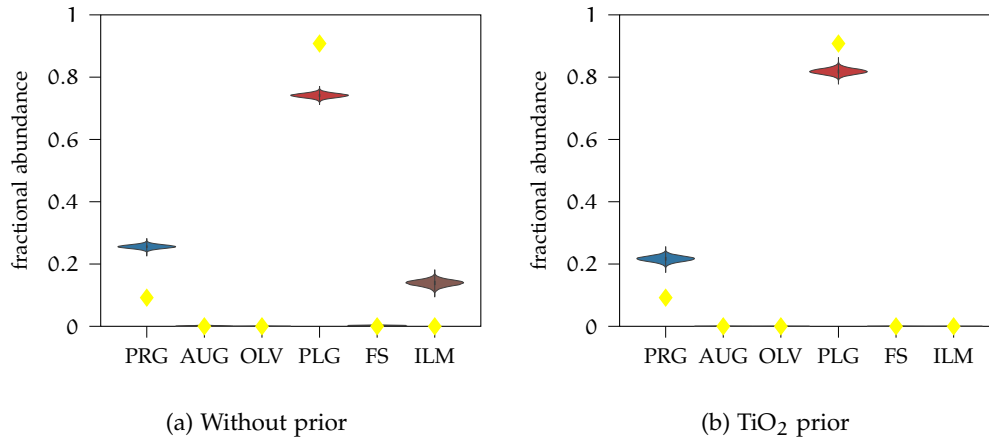 1
0.8
0.6
0.4
0.2
0
fractional abundance
PRG AUG OLV PLG FS ILM
(a) Without prior
1
0.8
0.6
0.4
0.2
0
fractional abundance
PRG AUG OLV PLG FS ILM
(b) TiO₂ prior